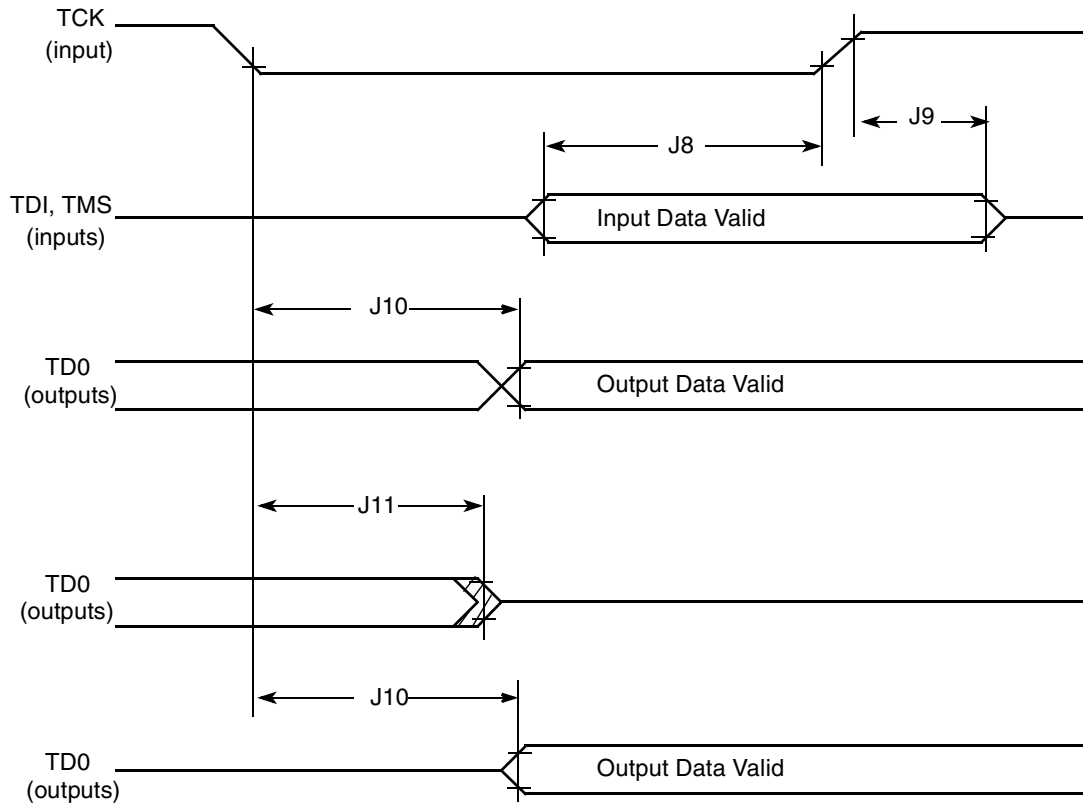 TCK
(input)
J9
J8
TDI, TMS
(inputs)
Input Data Valid
J10
TD0
(outputs)
Output Data Valid
J11
TD0
(outputs)
J10
TD0
(outputs)
Output Data Valid